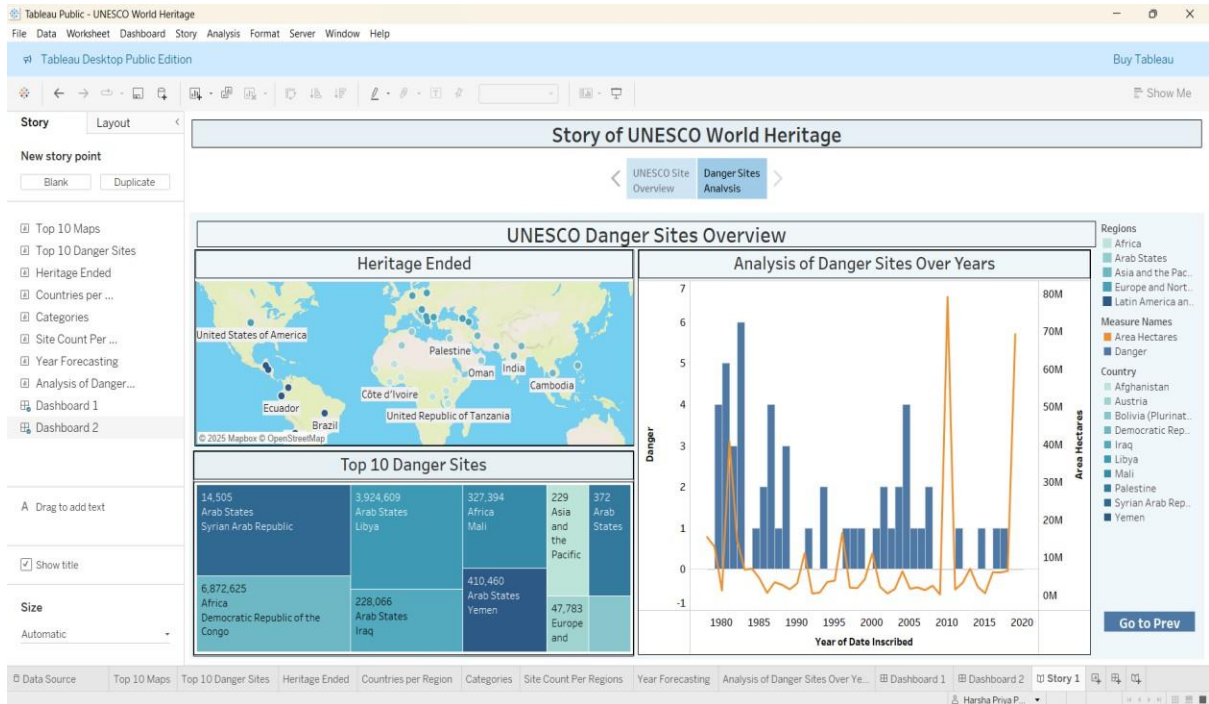 Tableau Public - UNESCO World Heritage
File Data Worksheet Dashboard Story Analysis Format Server Window Help
Tableau Desktop Public Edition
Buy Tableau
Show Me
Story
Layout
New story point
Blank
Duplicate
Top 10 Maps
Top 10 Danger Sites
Heritage Ended
Countries per ...
Categories
Site Count Per ...
Year Forecasting
Analysis of Danger...
Dashboard 1
Dashboard 2
A Drag to add text
Show title
Size
Automatic
Story of UNESCO World Heritage
UNESCO Site
Overview
Danger Sites
Analysis
UNESCO Danger Sites Overview
Heritage Ended
United States of America
Palestine
Oman
India
Cambodia
Côte d'Ivoire
Ecuador
United Republic of Tanzania
Brazil
© 2025 Mapbox © OpenStreetMap
Top 10 Danger Sites
14,505
Arab States
Syrian Arab Republic
6,872,625
Africa
Democratic Republic of the
Congo
3,924,609
Arab States
Libya
228,066
Arab States
Iraq
327,394
Africa
Mali
410,460
Arab States
Yemen
229
Asia
and
the
Pacific
372
Arab
States
47,783
Europe
and
Analysis of Danger Sites Over Years
Danger
7
6
5
4
3
2
1
0
-1
80M
70M
60M
50M
40M
30M
20M
10M
0M
Area Hectares
1980 1985 1990 1995 2000 2005 2010 2015 2020
Year of Date Inscribed
Regions
Africa
Arab States
Asia and the Pac..
Europe and Nort..
Latin America an..
Measure Names
Area Hectares
Danger
Country
Afghanistan
Austria
Bolivia (Plurinat..
Democratic Rep..
Iraq
Libya
Mali
Palestine
Syrian Arab Rep..
Yemen
Go to Prev
Data Source
Top 10 Maps
Top 10 Danger Sites
Heritage Ended
Countries per Region
Categories
Site Count Per Regions
Year Forecasting
Analysis of Danger Sites Over Ye...
Dashboard 1
Dashboard 2
Story 1
Harsha Priya P...